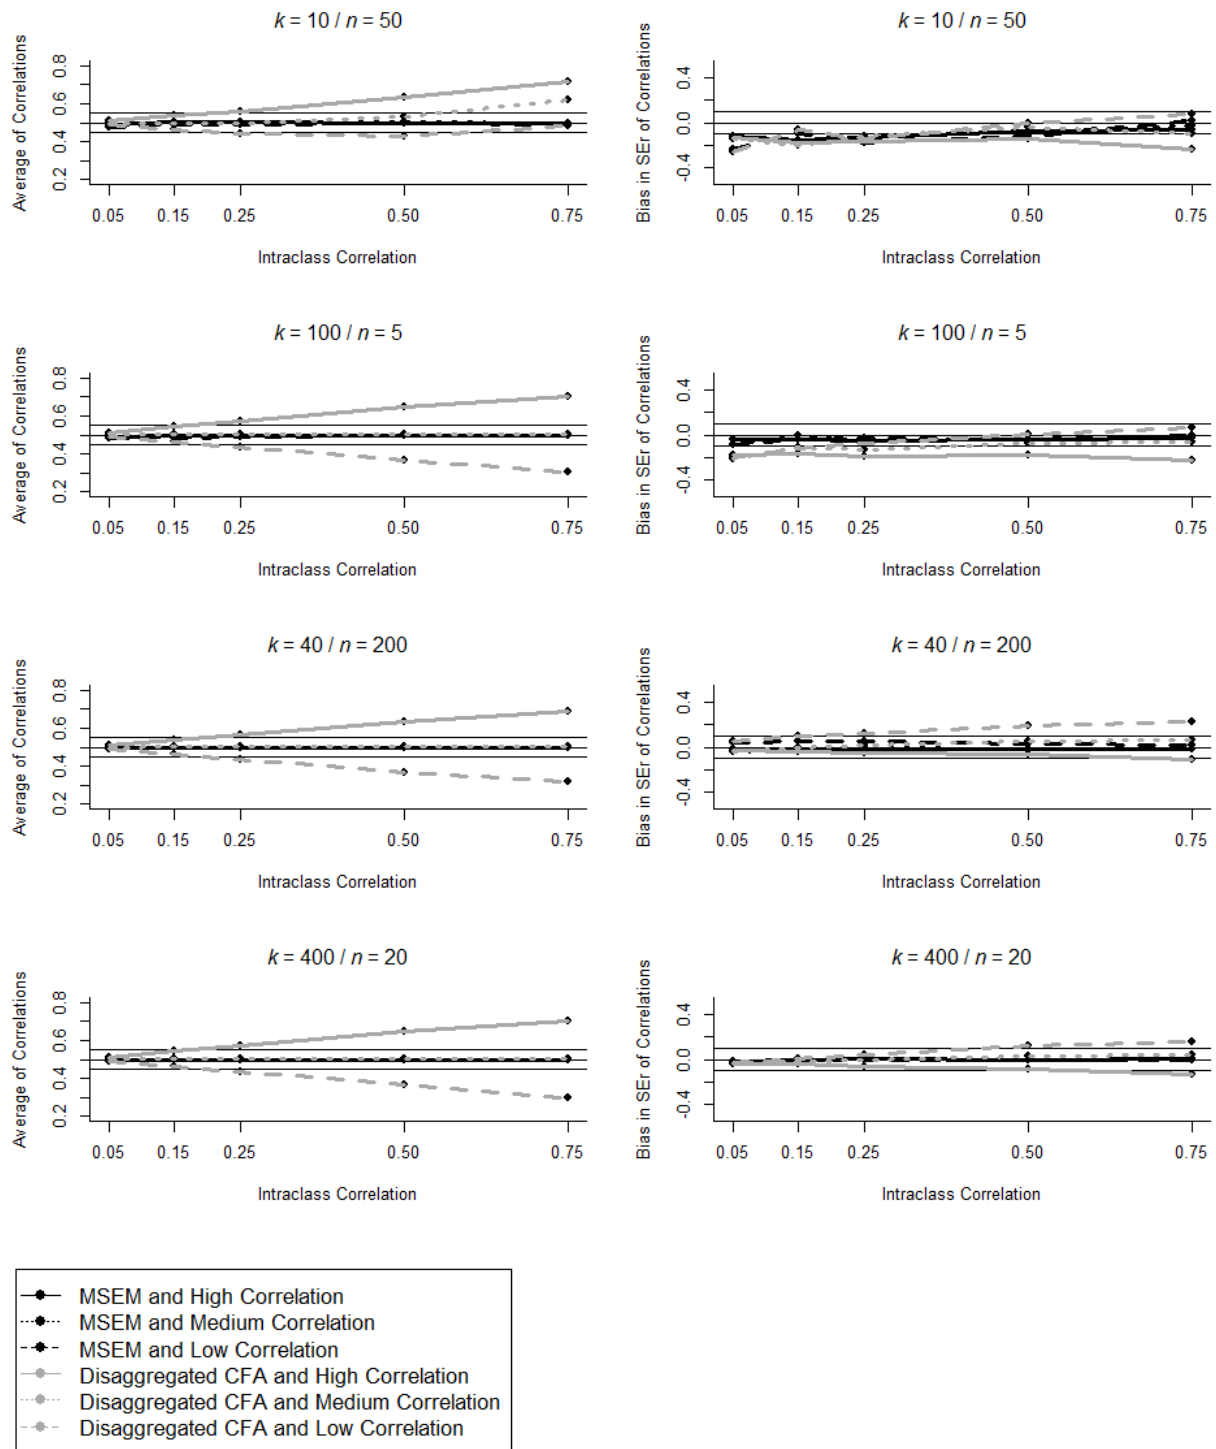 k = 10 / n = 50
Average of Correlations
0.2 0.4 0.6 0.8
0.05 0.15 0.25 0.50 0.75
Intraclass Correlation
k = 10 / n = 50
Bias in SEr of Correlations
-0.4 0.0 0.4
0.05 0.15 0.25 0.50 0.75
Intraclass Correlation
k = 100 / n = 5
Average of Correlations
0.2 0.4 0.6 0.8
0.05 0.15 0.25 0.50 0.75
Intraclass Correlation
k = 100 / n = 5
Bias in SEr of Correlations
-0.4 0.0 0.4
0.05 0.15 0.25 0.50 0.75
Intraclass Correlation
k = 40 / n = 200
Average of Correlations
0.2 0.4 0.6 0.8
0.05 0.15 0.25 0.50 0.75
Intraclass Correlation
k = 40 / n = 200
Bias in SEr of Correlations
-0.4 0.0 0.4
0.05 0.15 0.25 0.50 0.75
Intraclass Correlation
k = 400 / n = 20
Average of Correlations
0.2 0.4 0.6 0.8
0.05 0.15 0.25 0.50 0.75
Intraclass Correlation
k = 400 / n = 20
Bias in SEr of Correlations
-0.4 0.0 0.4
0.05 0.15 0.25 0.50 0.75
Intraclass Correlation
MSEM and High Correlation
MSEM and Medium Correlation
MSEM and Low Correlation
Disaggregated CFA and High Correlation
Disaggregated CFA and Medium Correlation
Disaggregated CFA and Low Correlation